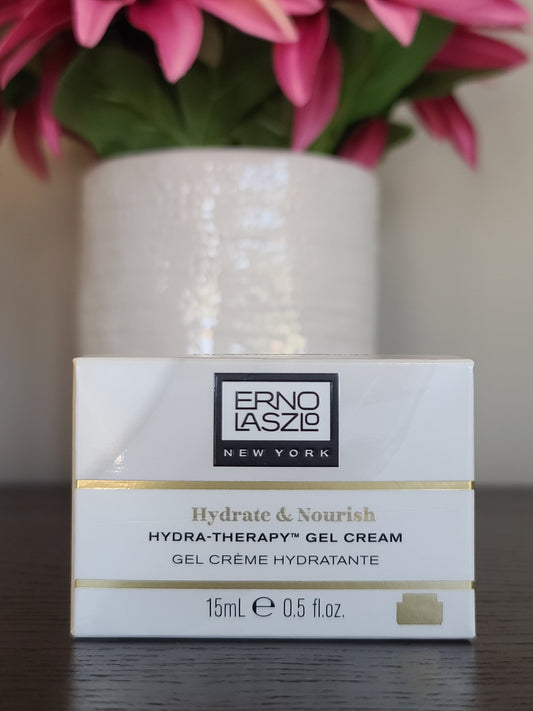 ERNO
LASZLO
NEW YORK
Hydrate & Nourish
HYDRA-THERAPY™ GEL CREAM
GEL CRÈME HYDRATANTE
15mL ℮ 0.5 fl.oz.